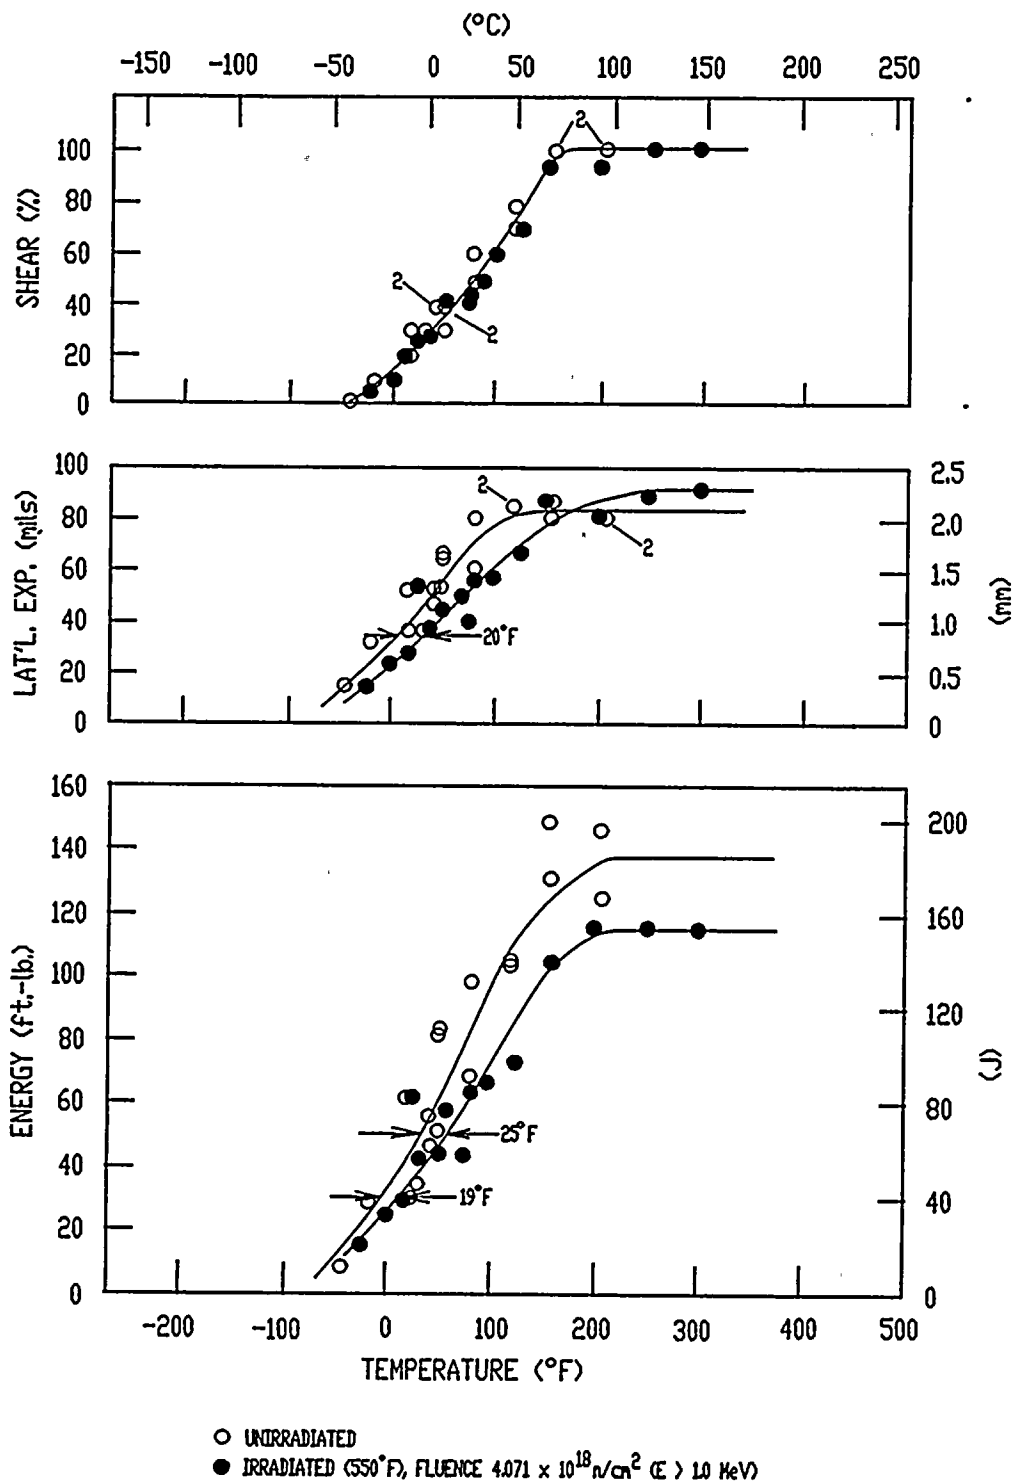 (°C)
-150 -100 -50 0 50 100 150 200 250
SHEAR (%)
100
80
60
40
20
0
2
2
2
LAT'L. EXP. (mils)
100
80
60
40
20
0
2
2
20°F
2.5
2.0
1.5
1.0
0.5
0
(mm)
ENERGY (ft.-lb.)
160
140
120
100
80
60
40
20
0
25°F
19°F
200
160
120
80
40
0
(J)
-200 -100 0 100 200 300 400 500
TEMPERATURE (°F)
UNIRRADIATED
IRRADIATED (550°F), FLUENCE 4.071 x 10¹⁸ n/cm² (E > 1.0 MeV)